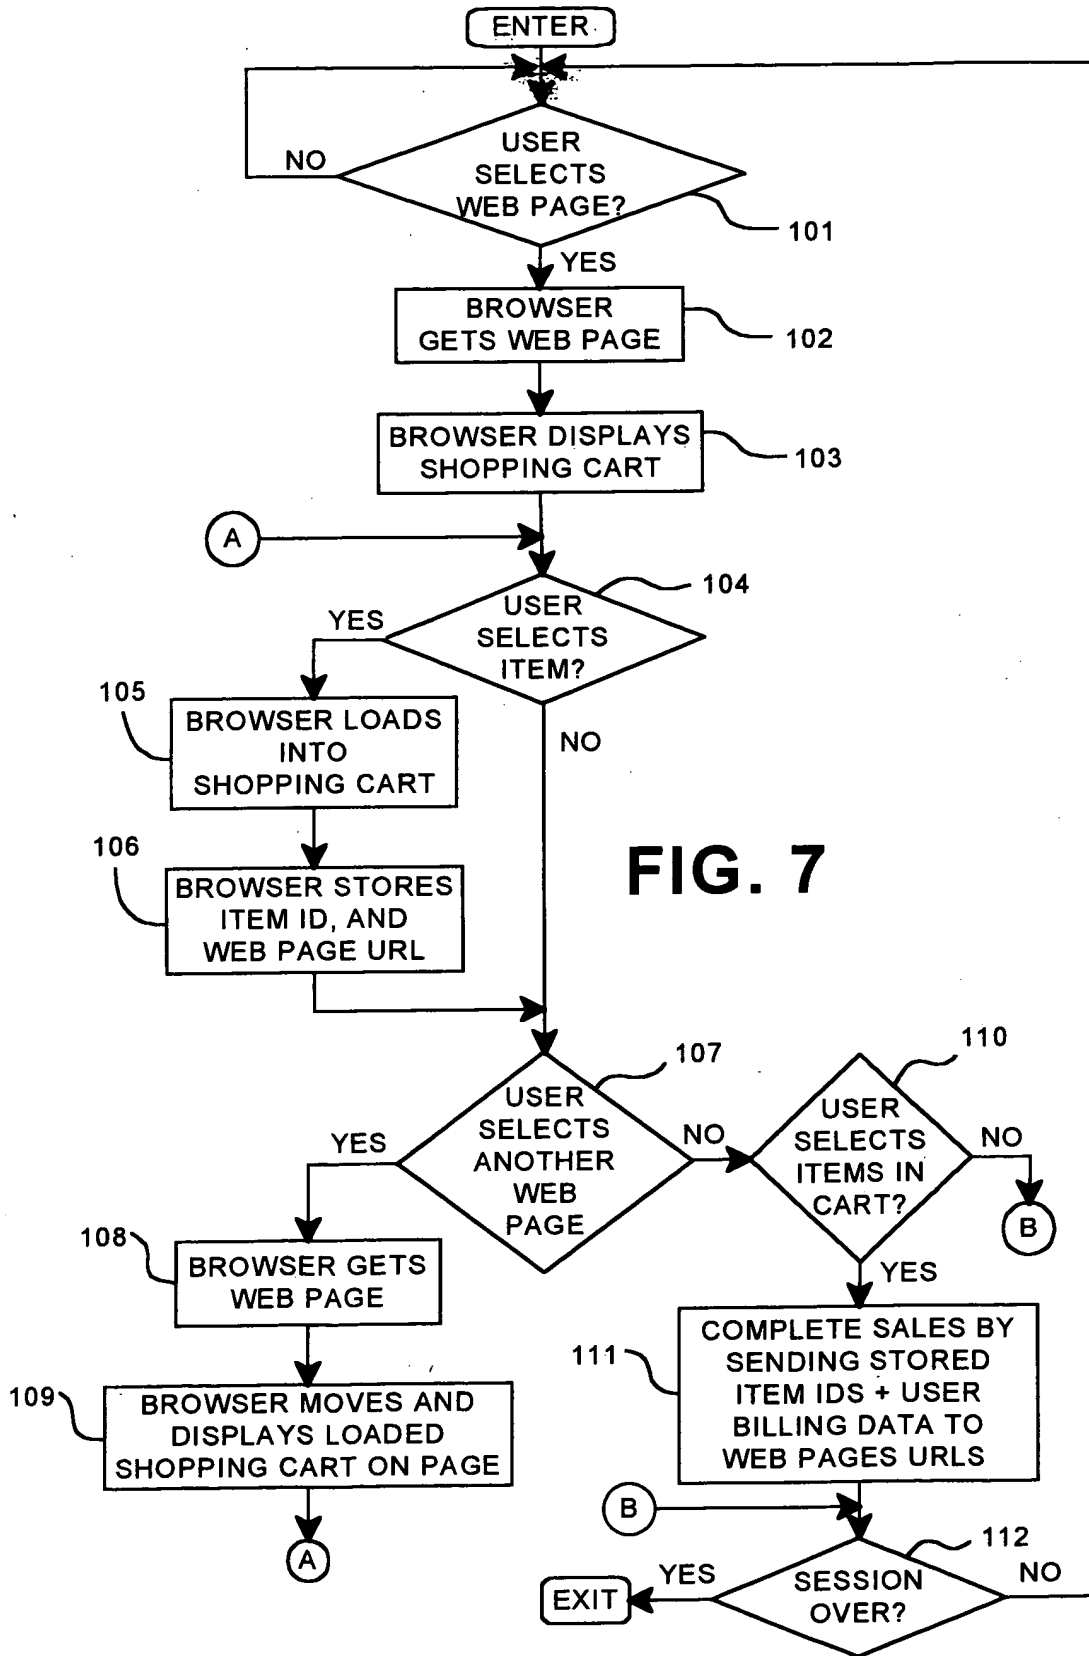 ENTER
USER
SELECTS
WEB PAGE?
NO
101
YES
BROWSER
GETS WEB PAGE
102
BROWSER DISPLAYS
SHOPPING CART
103
A
104
USER
SELECTS
ITEM?
YES
NO
105
BROWSER LOADS
INTO
SHOPPING CART
106
BROWSER STORES
ITEM ID, AND
WEB PAGE URL
FIG. 7
107
USER
SELECTS
ANOTHER
WEB
PAGE
YES
NO
110
USER
SELECTS
ITEMS IN
CART?
NO
B
108
BROWSER GETS
WEB PAGE
YES
109
BROWSER MOVES AND
DISPLAYS LOADED
SHOPPING CART ON PAGE
A
111
COMPLETE SALES BY
SENDING STORED
ITEM IDS + USER
BILLING DATA TO
WEB PAGES URLS
B
112
SESSION
OVER?
YES
NO
EXIT